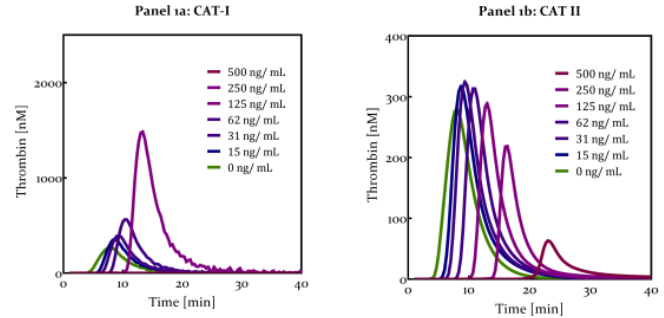 Panel 1a: CAT-I
Thrombin [nM]
2000
1000
0
500 ng/ mL
250 ng/ mL
125 ng/ mL
62 ng/ mL
31 ng/ mL
15 ng/ mL
0 ng/ mL
0 10 20 30 40
Time [min]
Panel 1b: CAT II
Thrombin [nM]
400
300
200
100
0
500 ng/ mL
250 ng/ mL
125 ng/ mL
62 ng/ mL
31 ng/ mL
15 ng/ mL
0 ng/ mL
0 10 20 30 40
Time [min]